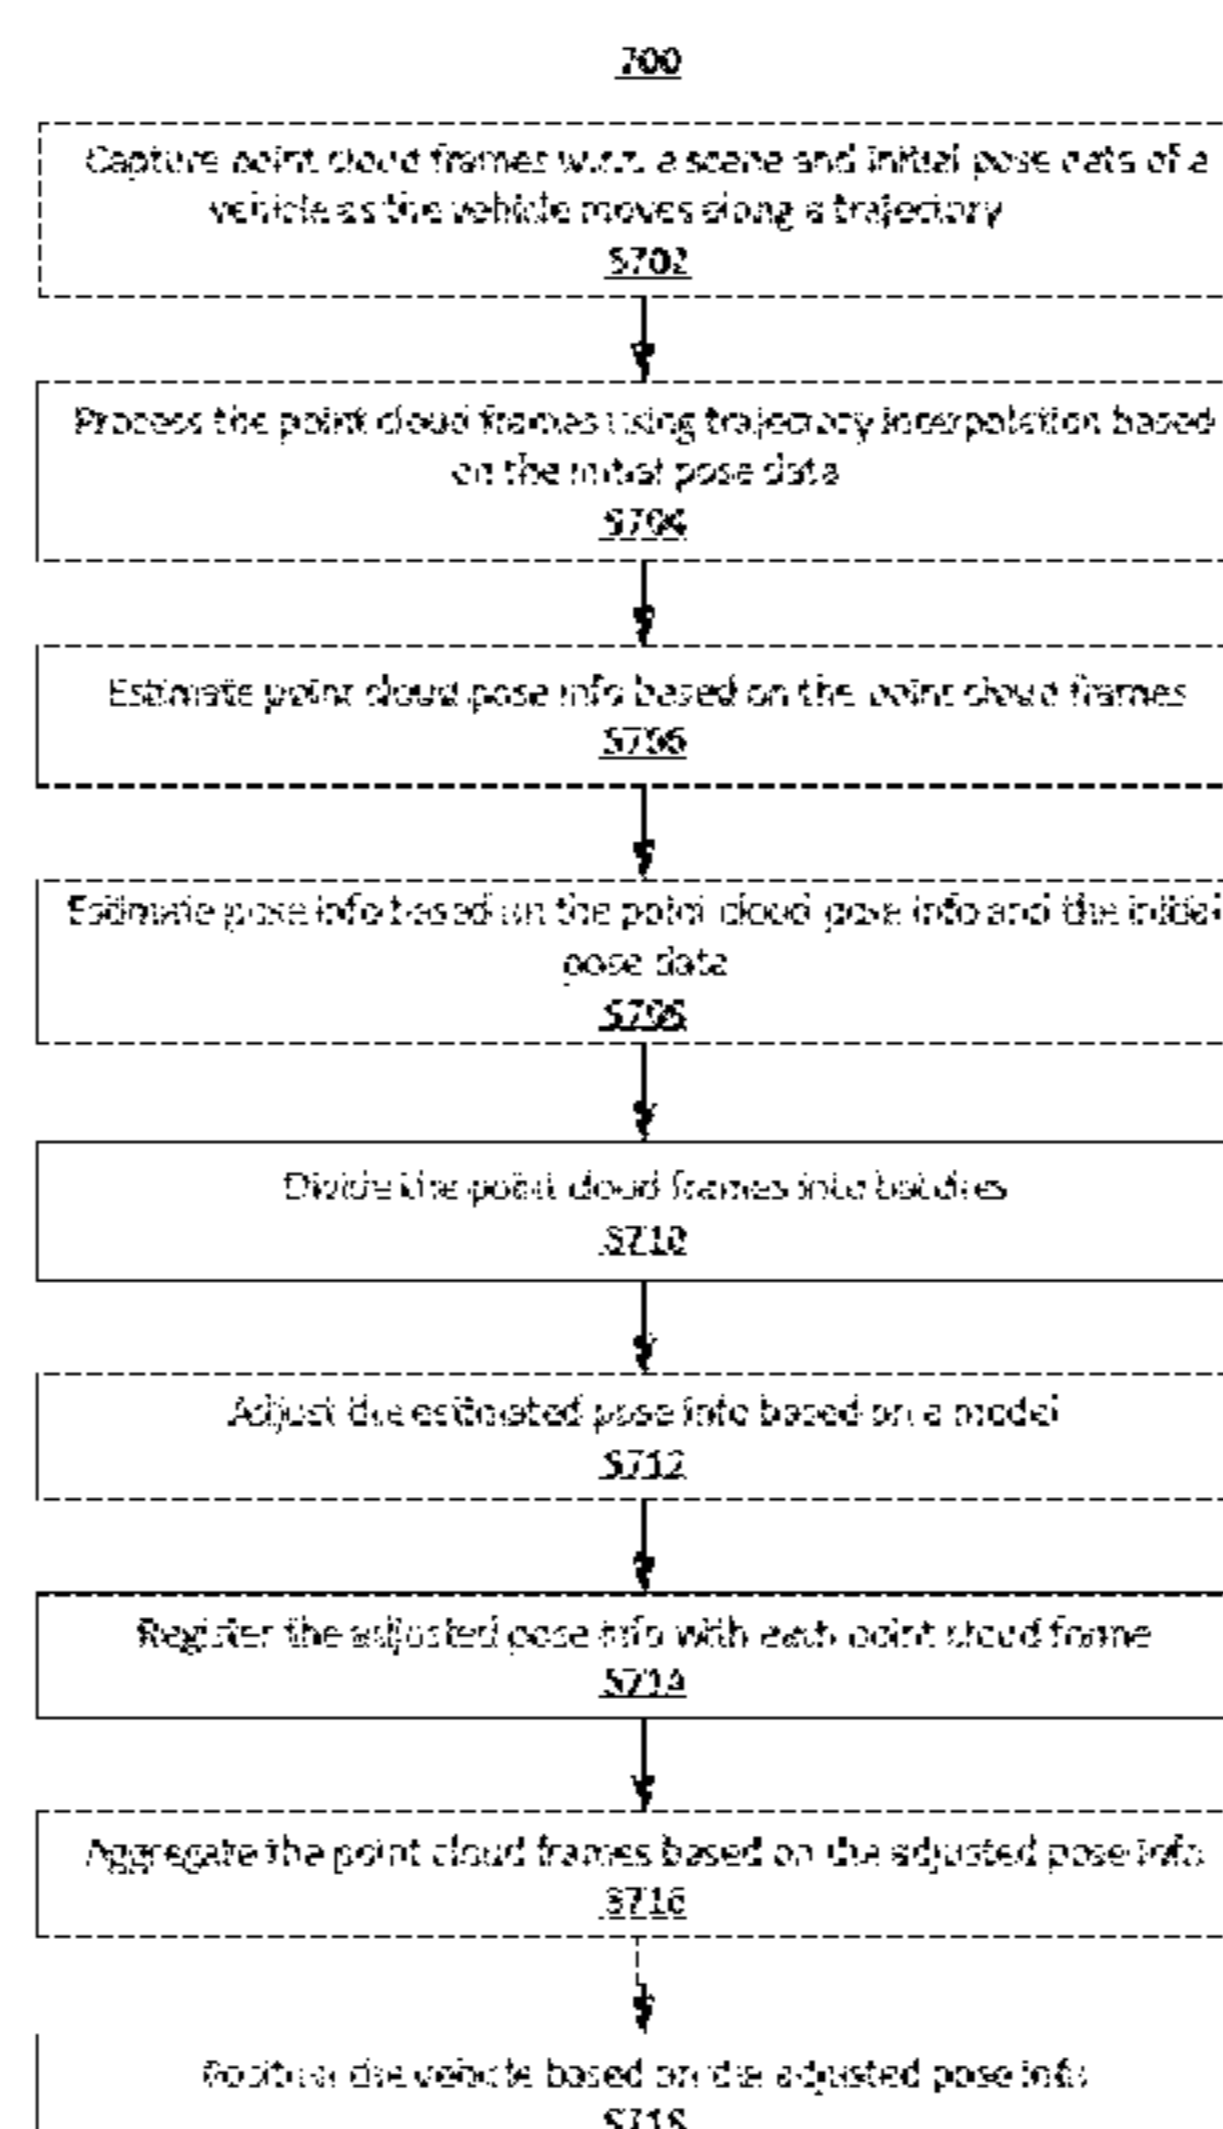 700
Capture point cloud frames w.r.t. a scene and initial pose data of a
vehicle as the vehicle moves along a trajectory
S702
Process the point cloud frames using trajectory interpolation based
on the initial pose data
S704
Estimate point cloud pose info based on the point cloud frames
S706
Estimate pose info based on the point cloud pose info and the initial
pose data
S708
Divide the point cloud frames into batches
S710
Adjust the estimated pose info based on a model
S712
Register the adjusted pose info with each point cloud frame
S714
Aggregate the point cloud frames based on the adjusted pose info
S716
Position the vehicle based on the adjusted pose info
S718